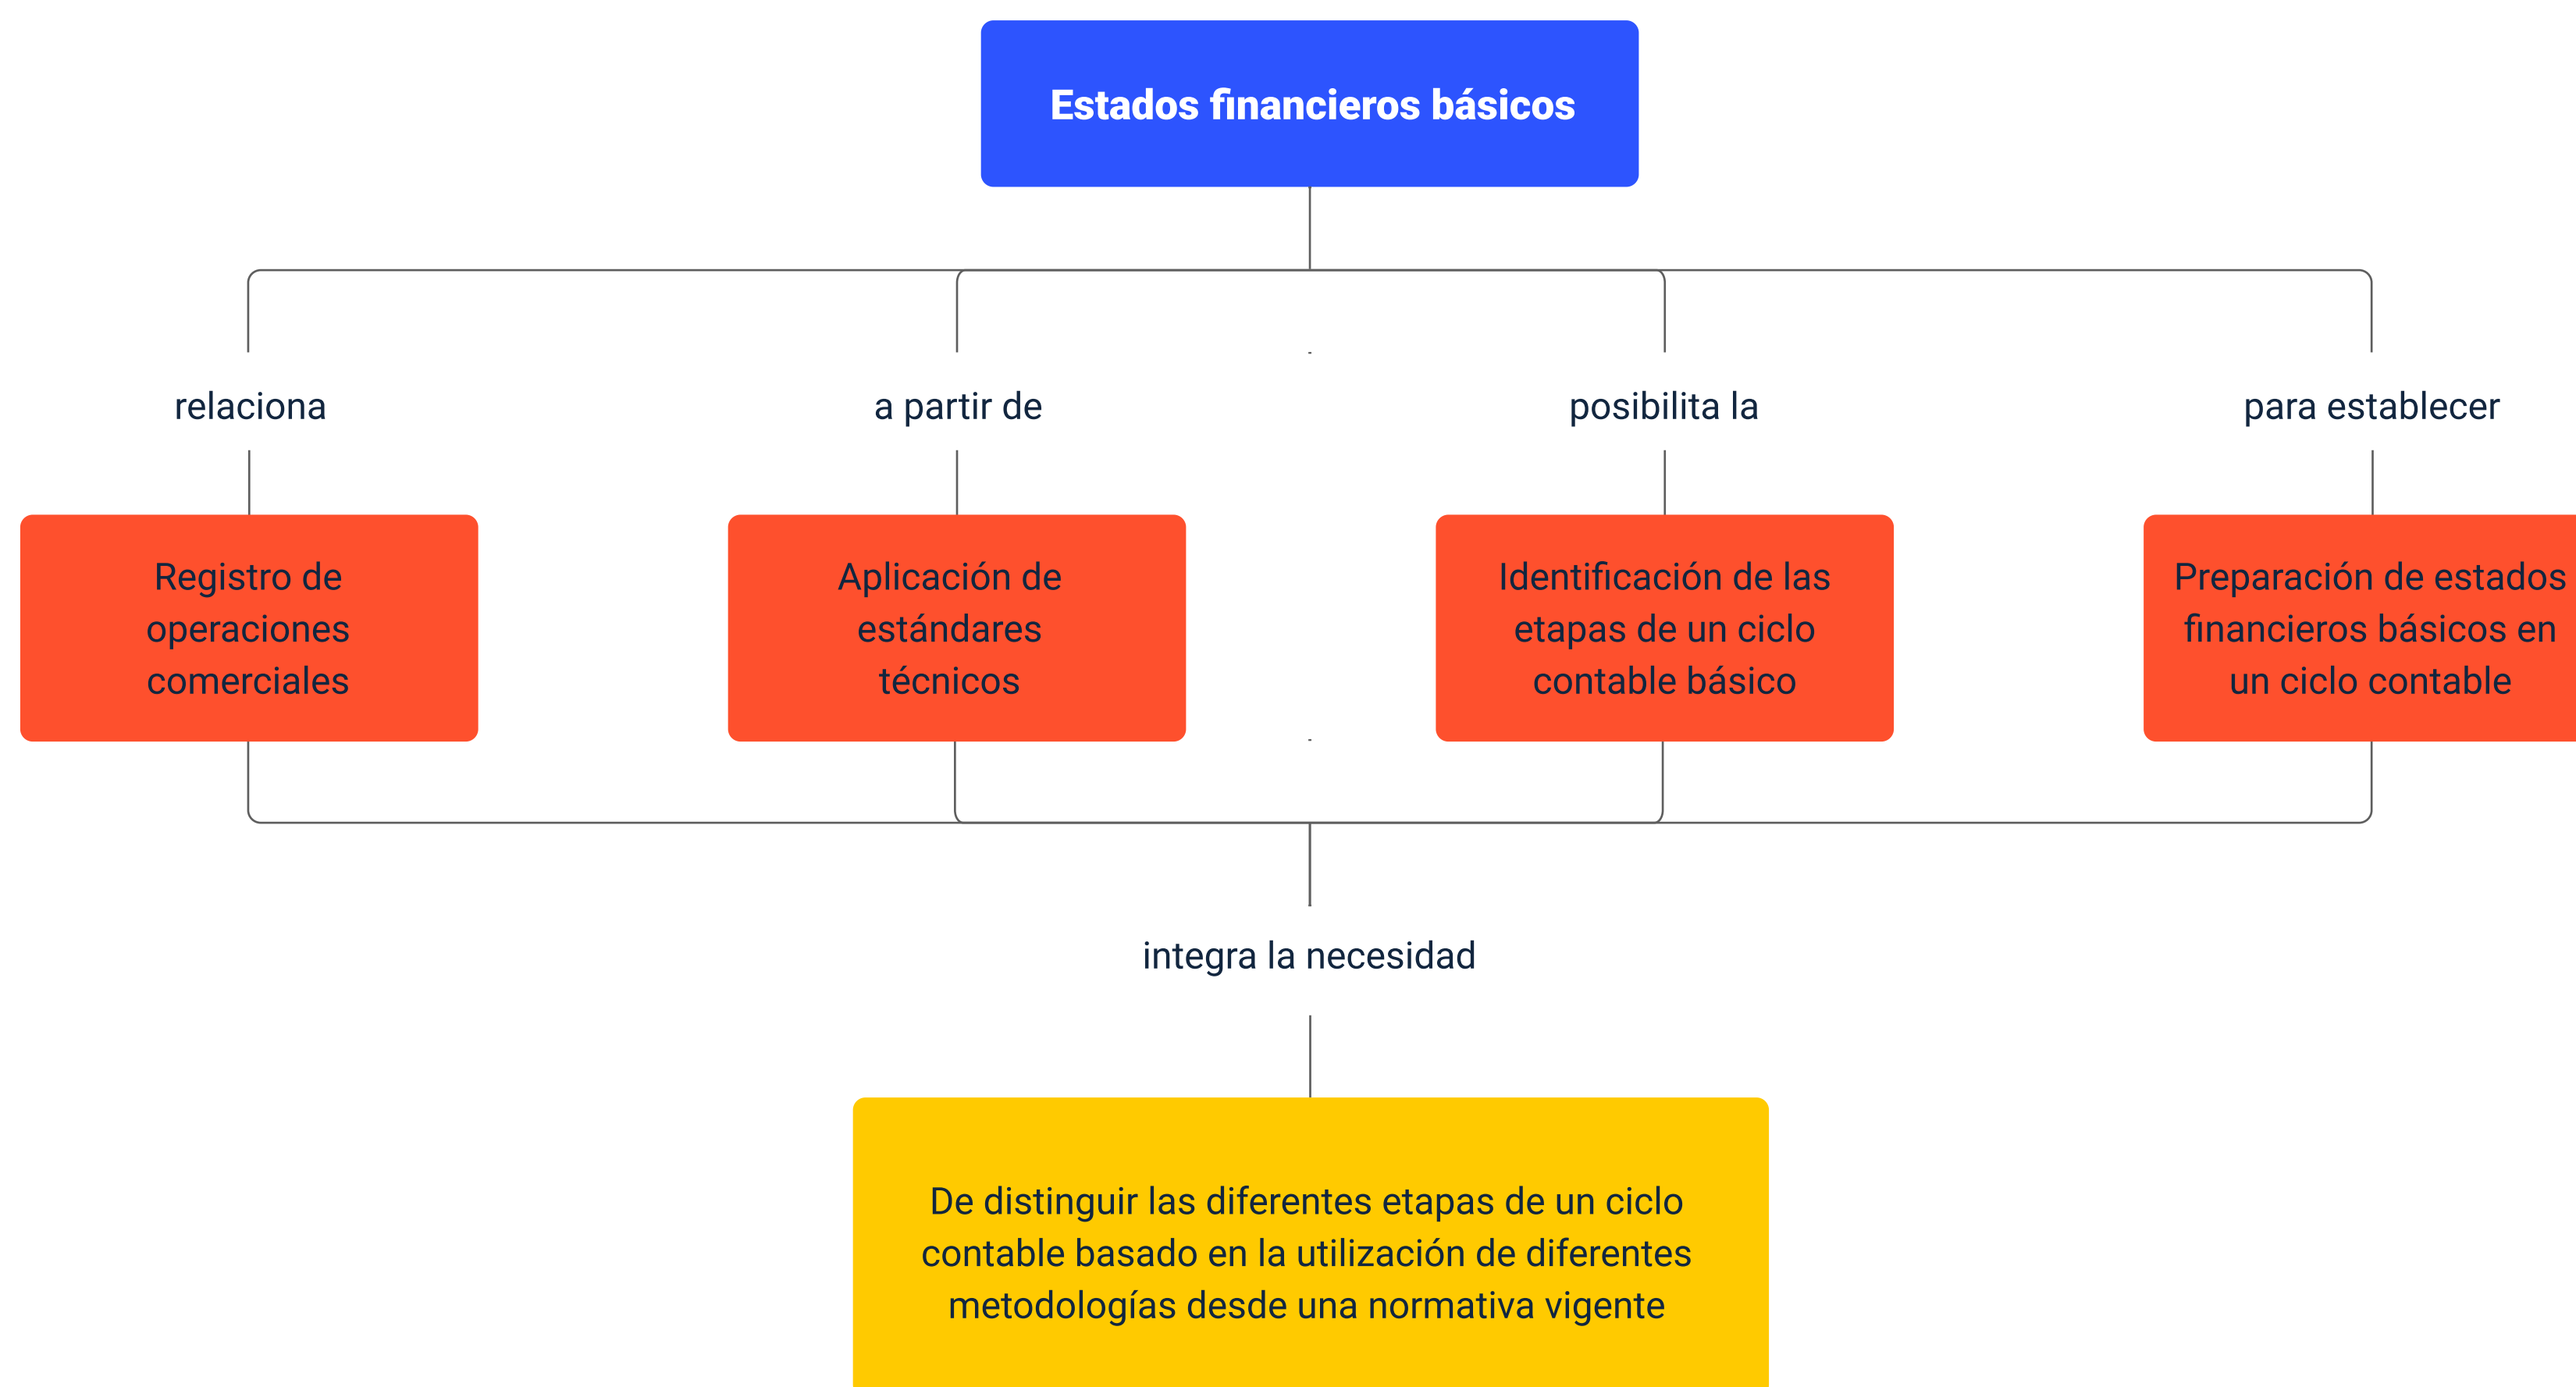 Estados financieros básicos
relaciona
a partir de
posibilita la
para establecer
Registro de
operaciones
comerciales
Aplicación de
estándares
técnicos
Identificación de las
etapas de un ciclo
contable básico
Preparación de estados
financieros básicos en
un ciclo contable
integra la necesidad
De distinguir las diferentes etapas de un ciclo
contable basado en la utilización de diferentes
metodologías desde una normativa vigente